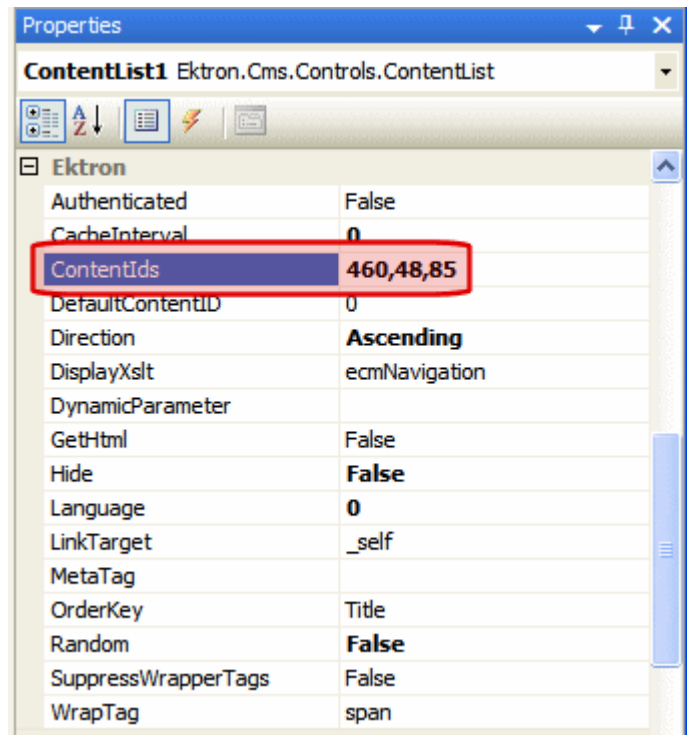 Properties
ContentList1 Ektron.Cms.Controls.ContentList
Ektron
Authenticated False
CacheInterval 0
ContentIds 460,48,85
DefaultContentID 0
Direction Ascending
DisplayXslt ecmNavigation
DynamicParameter
GetHtml False
Hide False
Language 0
LinkTarget _self
MetaTag
OrderKey Title
Random False
SuppressWrapperTags False
WrapTag span